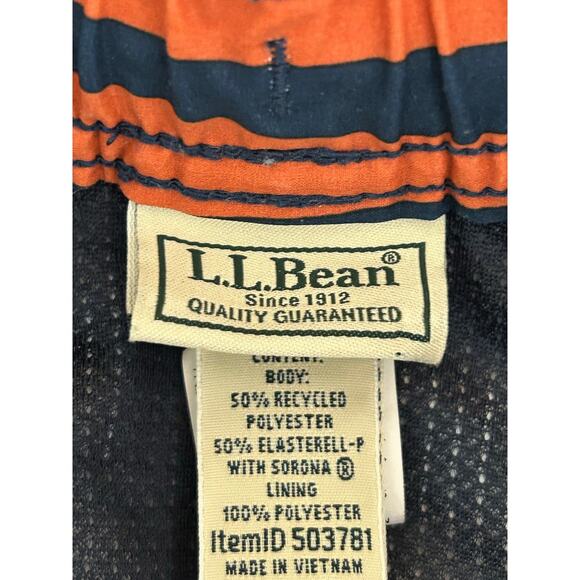 L.L.Bean®
Since 1912
QUALITY GUARANTEED
CONTENT:
BODY:
50% RECYCLED
POLYESTER
50% ELASTERELL-P
WITH SORONA ®
LINING
100% POLYESTER
ItemID 503781
MADE IN VIETNAM